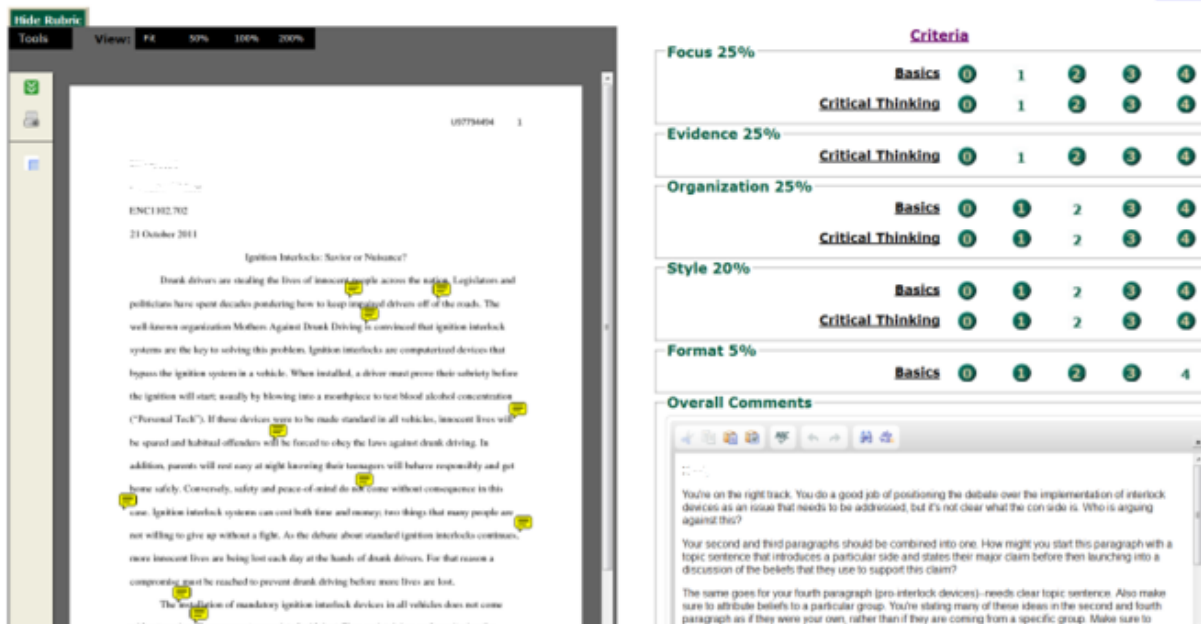 Hide Rubric
Tools View: Fit 50% 100% 200%
U97794494 1
ENC1102.702
21 October 2011
Ignition Interlocks: Savior or Nuisance?
Drunk drivers are stealing the lives of innocent people across the nation. Legislators and
politicians have spent decades pondering how to keep impaired drivers off of the roads. The
well-known organization Mothers Against Drunk Driving is convinced that ignition interlock
systems are the key to solving this problem. Ignition interlocks are computerized devices that
bypass the ignition system in a vehicle. When installed, a driver must prove their sobriety before
the ignition will start; usually by blowing into a mouthpiece to test blood alcohol concentration
("Personal Tech"). If these devices were to be made standard in all vehicles, innocent lives will
be spared and habitual offenders will be forced to obey the laws against drunk driving. In
addition, parents will rest easy at night knowing their teenagers will behave responsibly and get
home safely. Conversely, safety and peace-of-mind do not come without consequence in this
case. Ignition interlock systems can cost both time and money; two things that many people are
not willing to give up without a fight. As the debate about standard ignition interlocks continues,
more innocent lives are being lost each day at the hands of drunk drivers. For that reason a
compromise must be reached to prevent drunk driving before more lives are lost.
The installation of mandatory ignition interlock devices in all vehicles does not come
Criteria
Focus 25%
Basics 0 1 2 3 4
Critical Thinking 0 1 2 3 4
Evidence 25%
Critical Thinking 0 1 2 3 4
Organization 25%
Basics 0 1 2 3 4
Critical Thinking 0 1 2 3 4
Style 20%
Basics 0 1 2 3 4
Critical Thinking 0 1 2 3 4
Format 5%
Basics 0 1 2 3 4
Overall Comments
You're on the right track. You do a good job of positioning the debate over the implementation of interlock
devices as an issue that needs to be addressed, but it's not clear what the con side is. Who is arguing
against this?
Your second and third paragraphs should be combined into one. How might you start this paragraph with a
topic sentence that introduces a particular side and states their major claim before then launching into a
discussion of the beliefs that they use to support this claim?
The same goes for your fourth paragraph (pro-interlock devices)--needs clear topic sentence. Also make
sure to attribute beliefs to a particular group. You're stating many of these ideas in the second and fourth
paragraph as if they were your own, rather than if they are coming from a specific group. Make sure to